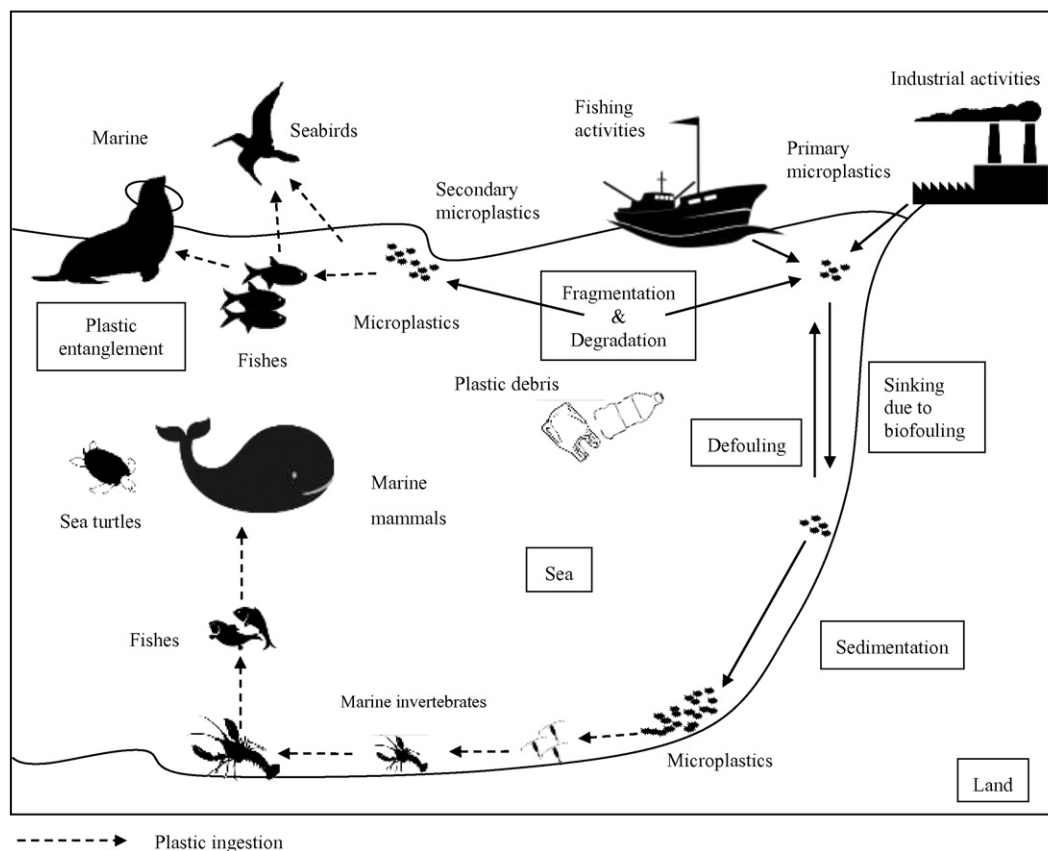 Industrial activities
Fishing
activities
Seabirds
Marine
Primary
microplastics
Secondary
microplastics
Fragmentation
&
Degradation
Plastic
entanglement
Microplastics
Fishes
Plastic debris
Sinking
due to
biofouling
Defouling
Marine
mammals
Sea turtles
Sea
Fishes
Sedimentation
Marine invertebrates
Microplastics
Land
Plastic ingestion